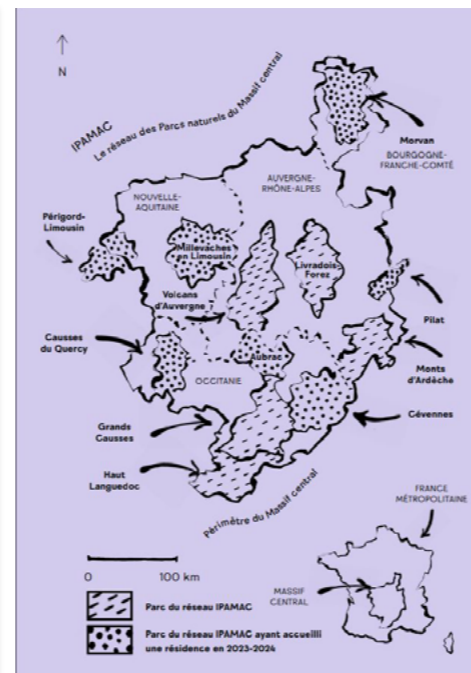 N
IPAMAC
Le réseau des Parcs naturels du Massif central
Morvan
BOURGOGNE-
FRANCHE-COMTÉ
AUVERGNE-
RHÔNE-ALPES
NOUVELLE-
AQUITAINE
Périgord-
Limousin
Millevaches
en Limousin
Livradois-
Forez
Volcans
d'Auvergne
Pilat
Causses
du Quercy
Aubrac
Monts
d'Ardèche
OCCITANIE
Cévennes
Grands
Causses
Haut
Languedoc
Périmètre du Massif central
FRANCE
MÉTROPOLITAINE
0 100 km
MASSIF
CENTRAL
Parc du réseau IPAMAC
Parc du réseau IPAMAC ayant accueilli
une résidence en 2023-2024